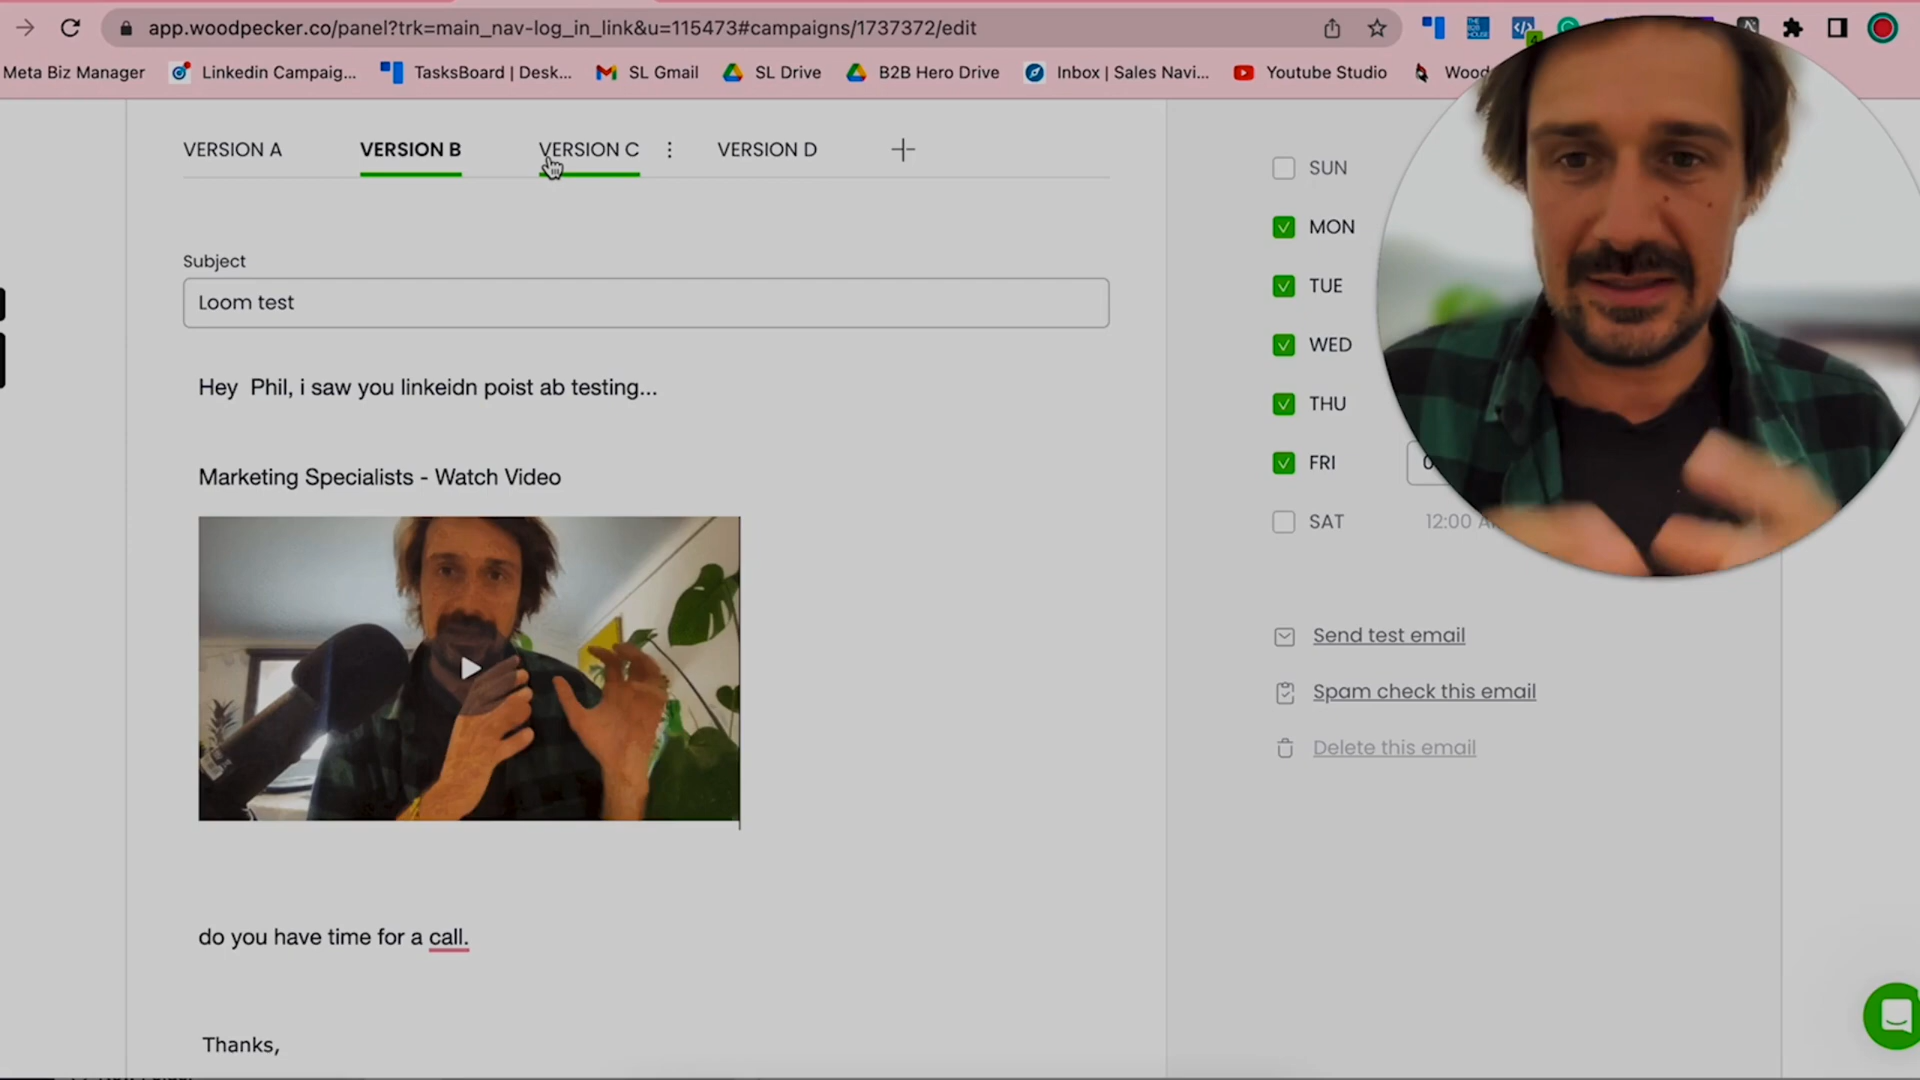 app.woodpecker.co/panel?trk=main_nav-log_in_link&u=115473#campaigns/1737372/edit
Meta Biz Manager Linkedin Campaig... TasksBoard | Desk... SL Gmail SL Drive B2B Hero Drive Inbox | Sales Navi... Youtube Studio
VERSION A VERSION B VERSION C VERSION D
Subject
Loom test
Hey Phil, i saw you linkeidn poist ab testing...
Marketing Specialists - Watch Video
do you have time for a call.
Thanks,
SUN
MON
TUE
WED
THU
FRI
SAT 12:00
Send test email
Spam check this email
Delete this email